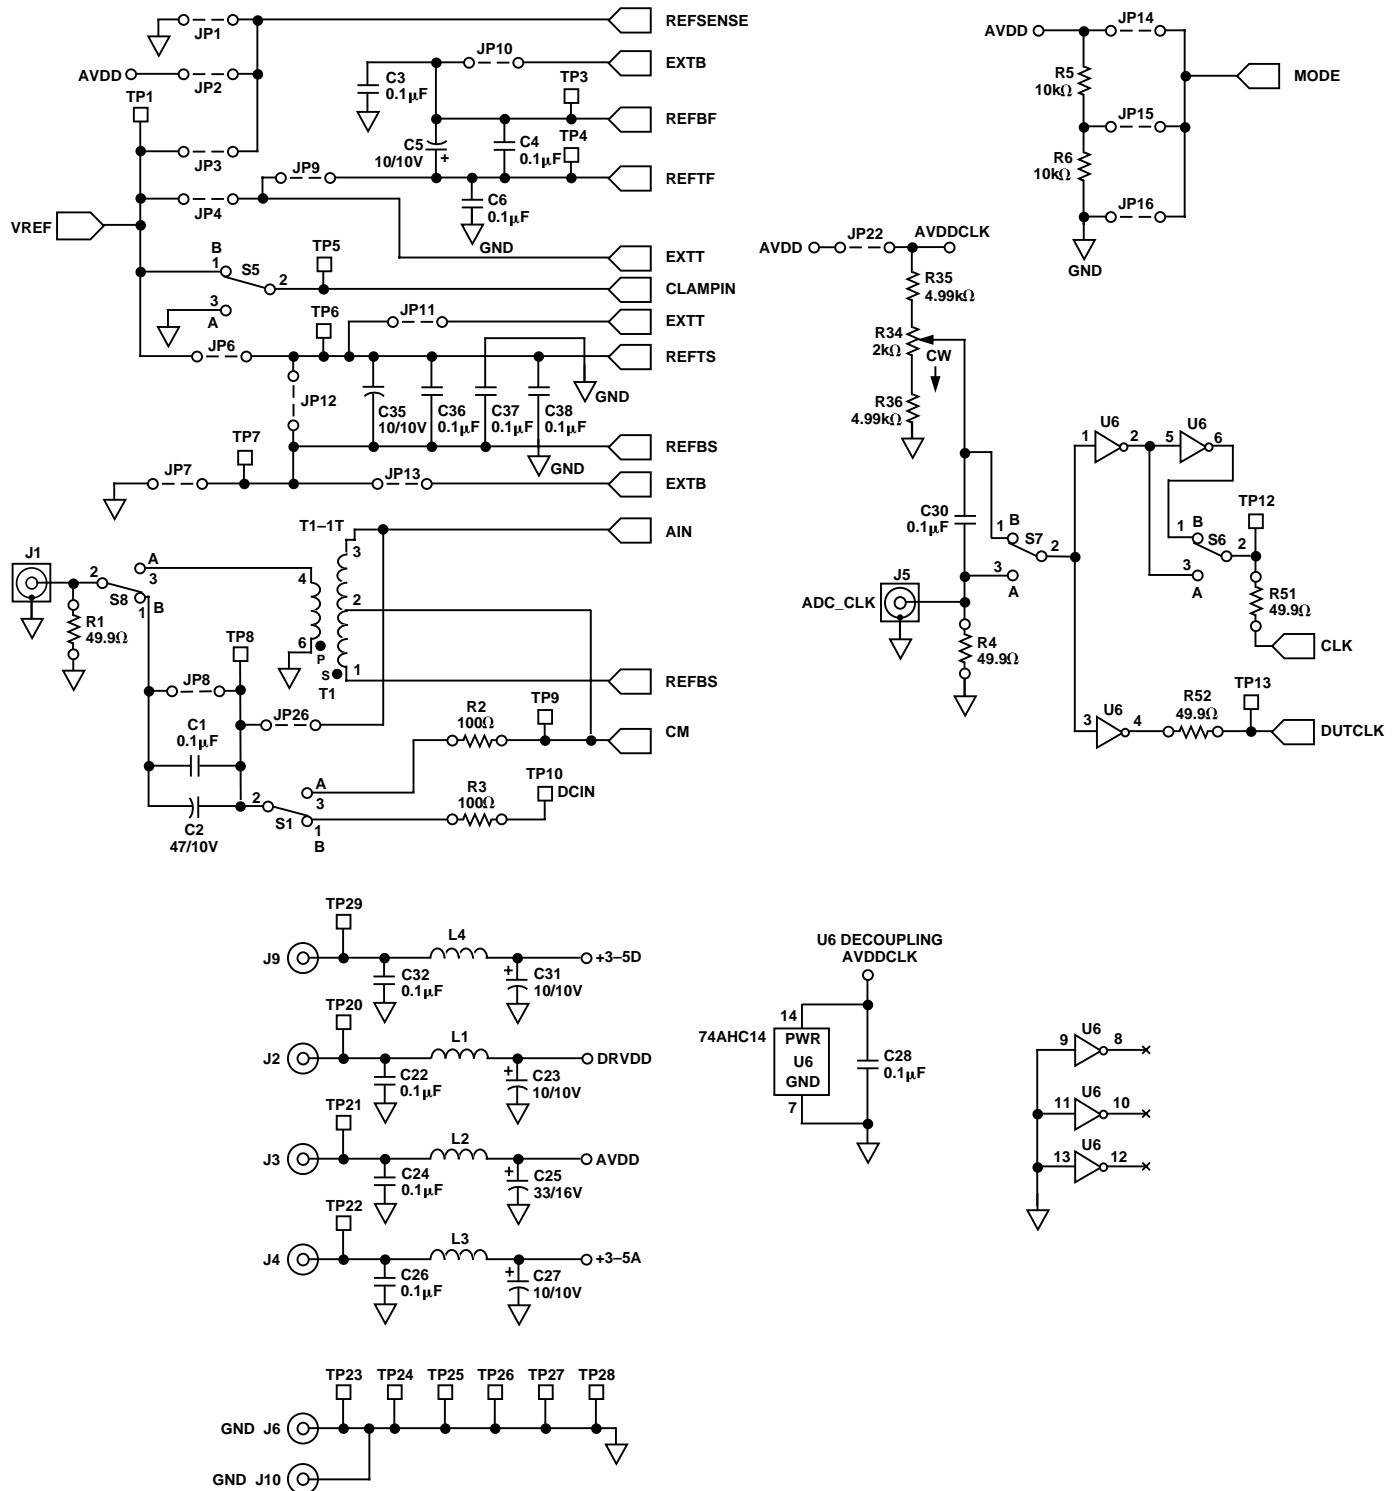 JP1
REFSENSE
AVDD
JP2
TP1
JP10
EXTB
C3
0.1μF
TP3
REFBF
C5
10/10V
+
C4
0.1μF
TP4
JP3
JP9
REFTF
JP4
C6
0.1μF
GND
VREF
EXTT
B
1
S5
2
TP5
CLAMPIN
3
A
TP6
JP11
EXTT
JP6
REFTS
JP12
C35
10/10V
C36
0.1μF
C37
0.1μF
C38
0.1μF
GND
TP7
REFBS
GND
JP7
JP13
EXTB
T1–1T
AIN
J1
2
A
3
S8
1
B
4
3
2
R1
49.9Ω
TP8
6
P
S
1
T1
REFBS
JP8
JP26
R2
100Ω
TP9
CM
C1
0.1μF
A
3
2
S1
1
B
R3
100Ω
TP10
DCIN
C2
47/10V
AVDD
JP14
R5
10kΩ
MODE
JP15
R6
10kΩ
JP16
GND
AVDD
JP22
AVDDCLK
R35
4.99kΩ
R34
2kΩ
CW
R36
4.99kΩ
C30
0.1μF
1
B
S7
2
3
A
J5
ADC_CLK
R4
49.9Ω
1
U6
2
5
U6
6
1
B
S6
2
3
A
TP12
R51
49.9Ω
CLK
3
U6
4
R52
49.9Ω
TP13
DUTCLK
TP29
J9
L4
+3–5D
C32
0.1μF
+
C31
10/10V
TP20
J2
L1
DRVDD
C22
0.1μF
+
C23
10/10V
TP21
J3
L2
AVDD
C24
0.1μF
+
C25
33/16V
TP22
J4
L3
+3–5A
C26
0.1μF
+
C27
10/10V
U6 DECOUPLING
AVDDCLK
14
74AHC14
PWR
U6
GND
7
C28
0.1μF
9
U6
8
11
U6
10
13
U6
12
TP23
TP24
TP25
TP26
TP27
TP28
GND J6
GND J10